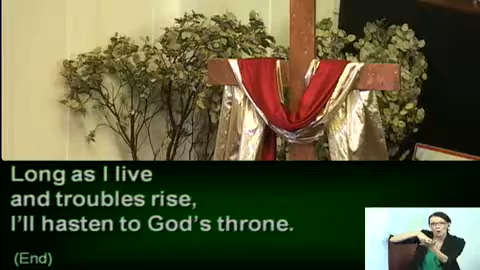 Long as I live
and troubles rise,
I'll hasten to God's throne.
(End)